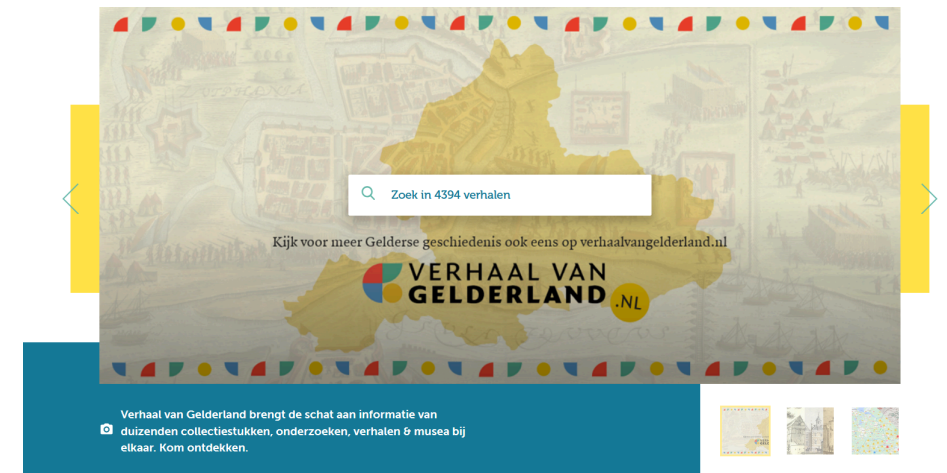 Zoek in 4394 verhalen
Kijk voor meer Gelderse geschiedenis ook eens op verhaalvangelderland.nl
VERHAAL VAN
GELDERLAND
.NL
Verhaal van Gelderland brengt de schat aan informatie van
duizenden collectiestukken, onderzoeken, verhalen & musea bij
elkaar. Kom ontdekken.